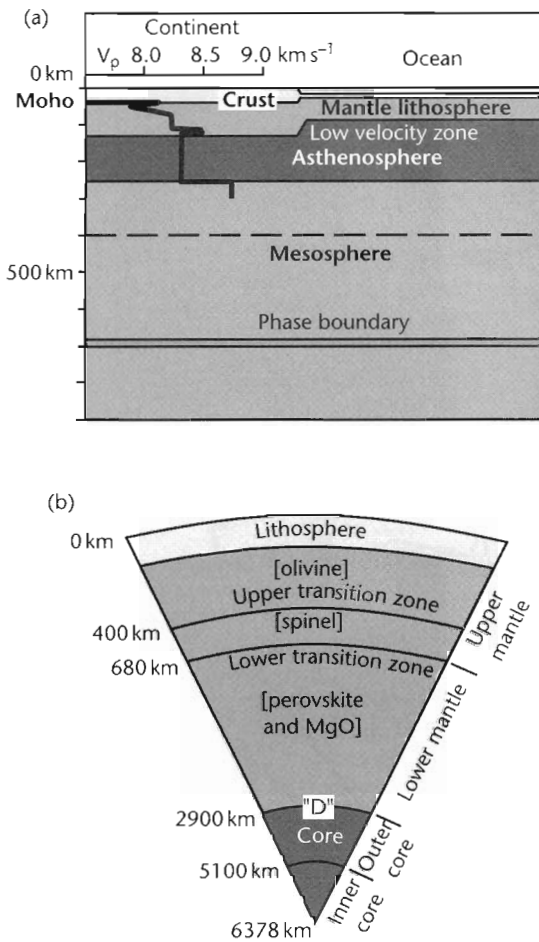 (a)
Continent
Vp 8.0 8.5 9.0 km s⁻¹
Ocean
0 km
Moho
Crust
Mantle lithosphere
Low velocity zone
Asthenosphere
Mesosphere
500 km
Phase boundary
(b)
0 km
Lithosphere
[olivine]
Upper transition zone
400 km
[spinel]
680 km
Lower transition zone
[perovskite
and MgO]
2900 km
"D"
Core
5100 km
6378 km
Upper
mantle
Lower mantle
Outer
core
Inner
core